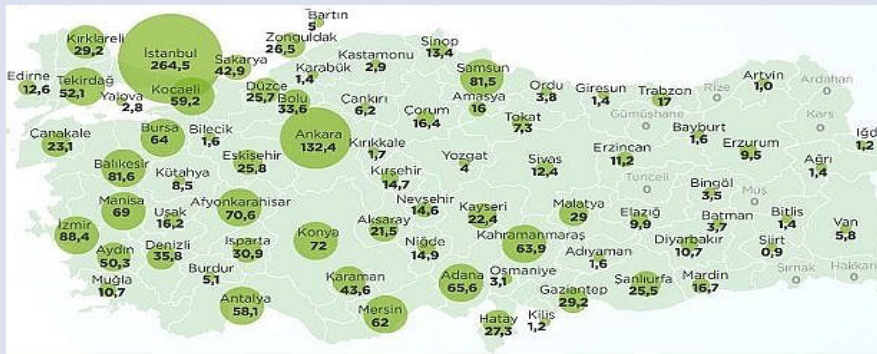 Bartın
5
Kırklareli
29,2
İstanbul
264,5
Zonguldak
26,5
Sinop
13,4
Kastamonu
2,9
Sakarya
42,9
Karabük
1,4
Samsun
81,5
Artvin
1,0
Ardahan
0
Edirne
12,6
Tekirdağ
52,1
Yalova
2,8
Kocaeli
59,2
Düzce
25,7
Bolu
33,6
Çankırı
6,2
Amasya
16
Ordu
3,8
Giresun
1,4
Trabzon
17
Rize
0
Gümüşhane
0
Kars
0
Çorum
16,4
Tokat
7,3
Bayburt
1,6
Iğd
1,2
Çanakale
23,1
Bursa
64
Bilecik
1,6
Ankara
132,4
Kırıkkale
1,7
Erzincan
11,2
Erzurum
9,5
Ağrı
1,4
Balıkesir
81,6
Kütahya
8,5
Eskişehir
25,8
Kırşehir
14,7
Yozgat
4
Sivas
12,4
Tunceli
0
Bingöl
3,5
Muş
0
Manisa
69
Uşak
16,2
Afyonkarahisar
70,6
Nevşehir
14,6
Kayseri
22,4
Malatya
29
Elazığ
9,9
Batman
3,7
Bitlis
1,4
Van
5,8
İzmir
88,4
Aydın
50,3
Denizli
35,8
Isparta
30,9
Konya
72
Aksaray
21,5
Niğde
14,9
Kahramanmaraş
63,9
Adıyaman
1,6
Diyarbakır
10,7
Siirt
0,9
Muğla
10,7
Burdur
5,1
Karaman
43,6
Adana
65,6
Osmaniye
3,1
Gaziantep
29,2
Şanlıurfa
25,5
Mardin
16,7
Şırnak
0
Hakkari
0
Antalya
58,1
Mersin
62
Hatay
27,3
Kilis
1,2